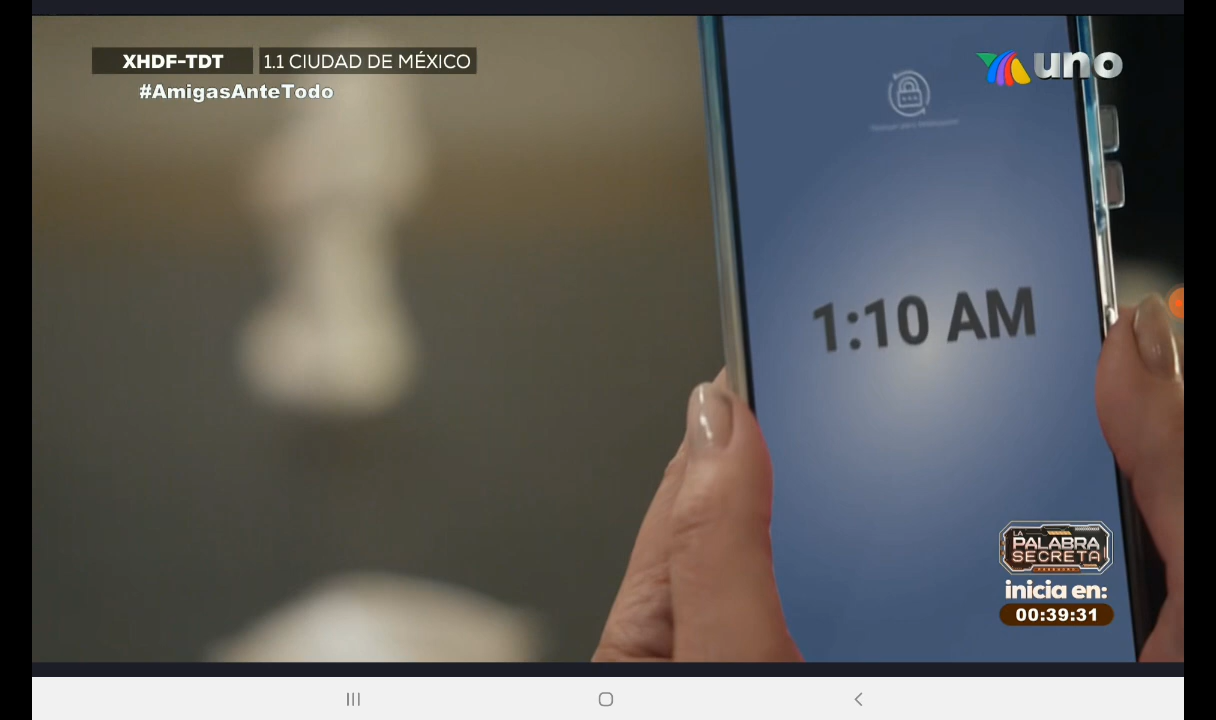 XHDF-TDT 1.1 CIUDAD DE MÉXICO
#AmigasAnteTodo
uno
1:10 AM
LA
PALABRA
SECRETA
inicia en:
00:39:31